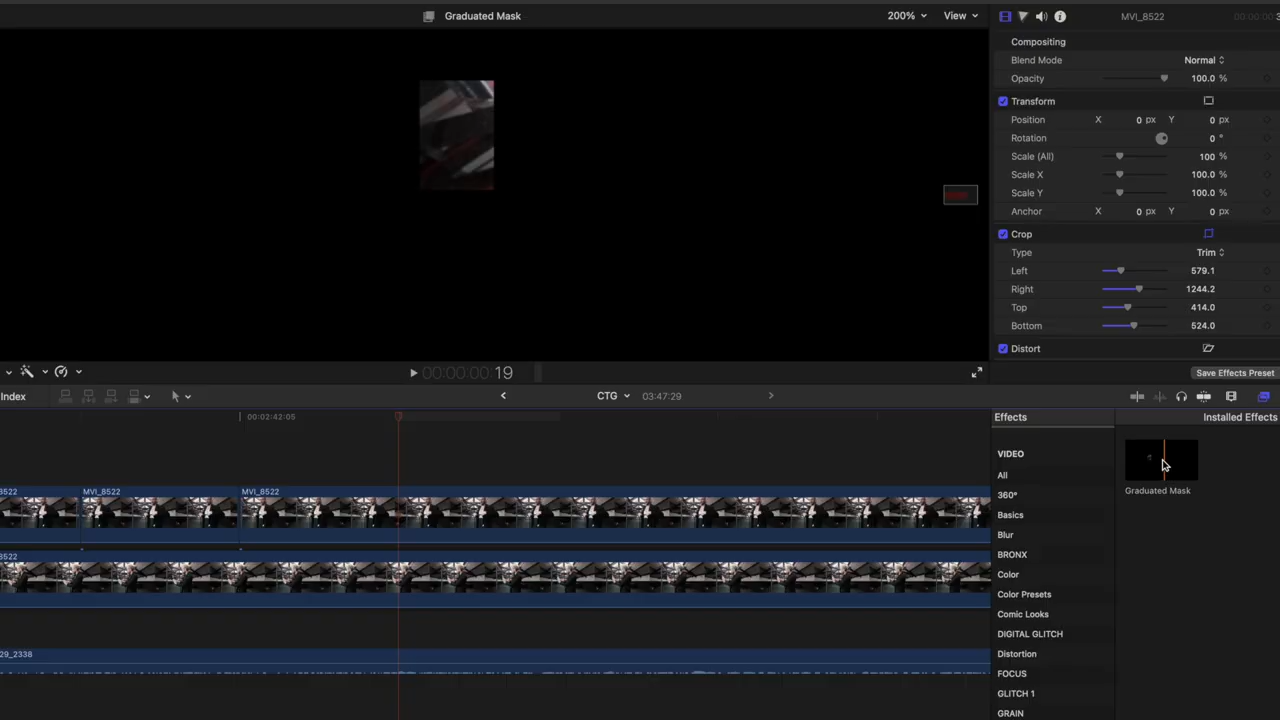 Graduated Mask
200%
View
MVI_8522
Compositing
Blend Mode
Normal
Opacity
100.0 %
Transform
Position X 0 px Y 0 px
Rotation
0 °
Scale (All)
100 %
Scale X
100.0 %
Scale Y
100.0 %
Anchor X 0 px Y 0 px
Crop
Type
Trim
Left
579.1
Right
1244.2
Top
414.0
Bottom
524.0
Distort
00:00:00:19
Save Effects Preset
Index
CTG
03:47:29
00:02:42:05
Effects
Installed Effects
VIDEO
All
360°
Basics
Blur
BRONX
Color
Color Presets
Comic Looks
DIGITAL GLITCH
Distortion
FOCUS
GLITCH 1
GRAIN
Graduated Mask
8522
MVI_8522
MVI_8522
8522
29_2338